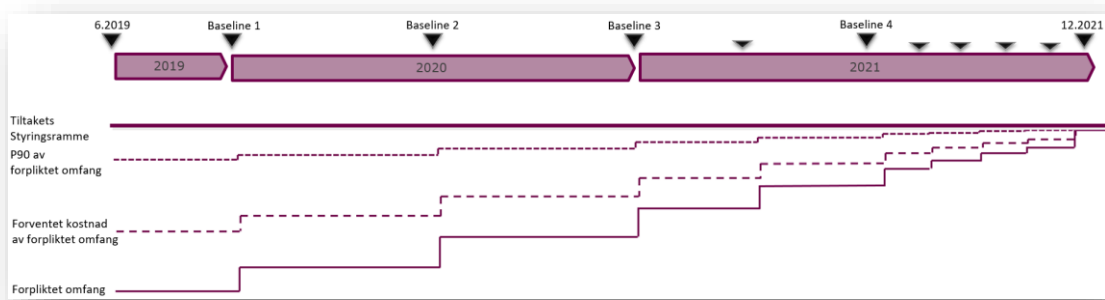 6.2019
Baseline 1
Baseline 2
Baseline 3
Baseline 4
12.2021
2019
2020
2021
Tiltakets
Styringsramme
P90 av
forpliktet omfang
Forventet kostnad
av forpliktet omfang
Forpliktet omfang